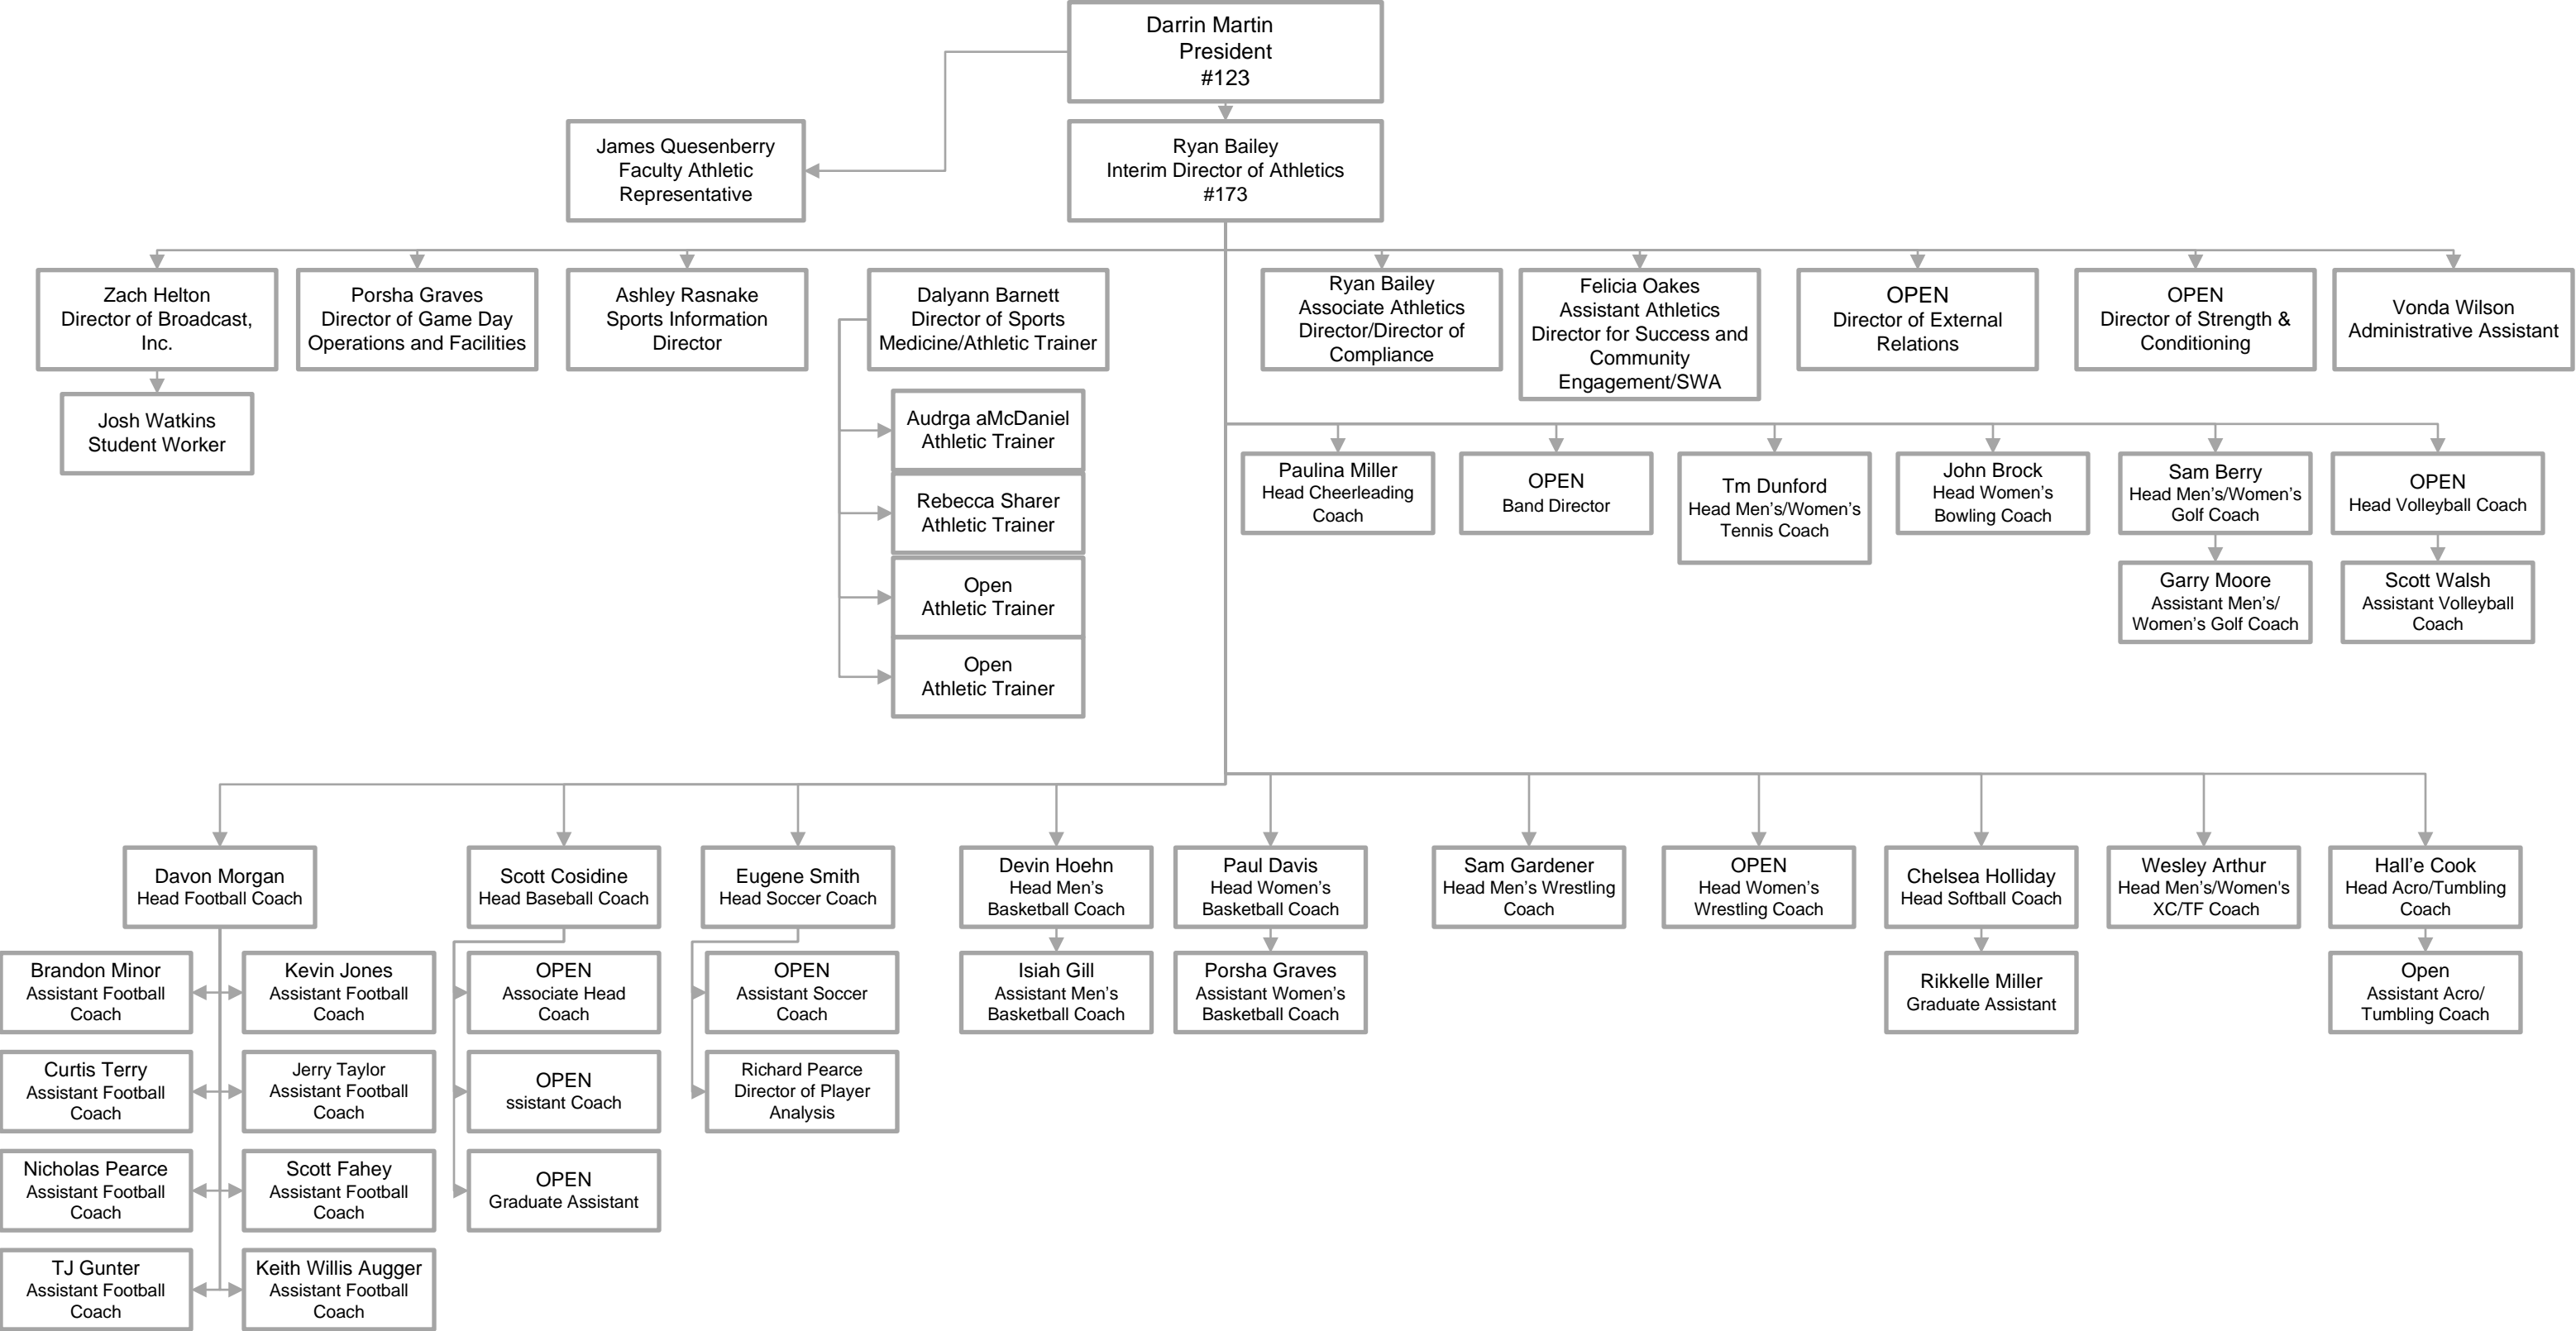 Darrin Martin
President
#123
James Quesenberry
Faculty Athletic
Representative
Ryan Bailey
Interim Director of Athletics
#173
Zach Helton
Director of Broadcast,
Inc.
Porsha Graves
Director of Game Day
Operations and Facilities
Ashley Rasnake
Sports Information
Director
Dalyann Barnett
Director of Sports
Medicine/Athletic Trainer
Ryan Bailey
Associate Athletics
Director/Director of
Compliance
Felicia Oakes
Assistant Athletics
Director for Success and
Community
Engagement/SWA
OPEN
Director of External
Relations
OPEN
Director of Strength &
Conditioning
Vonda Wilson
Administrative Assistant
Josh Watkins
Student Worker
Audrga aMcDaniel
Athletic Trainer
Rebecca Sharer
Athletic Trainer
Open
Athletic Trainer
Open
Athletic Trainer
Paulina Miller
Head Cheerleading
Coach
OPEN
Band Director
Tm Dunford
Head Men’s/Women’s
Tennis Coach
John Brock
Head Women’s
Bowling Coach
Sam Berry
Head Men’s/Women’s
Golf Coach
OPEN
Head Volleyball Coach
Garry Moore
Assistant Men’s/
Women’s Golf Coach
Scott Walsh
Assistant Volleyball
Coach
Davon Morgan
Head Football Coach
Scott Cosidine
Head Baseball Coach
Eugene Smith
Head Soccer Coach
Devin Hoehn
Head Men’s
Basketball Coach
Paul Davis
Head Women’s
Basketball Coach
Sam Gardener
Head Men’s Wrestling
Coach
OPEN
Head Women’s
Wrestling Coach
Chelsea Holliday
Head Softball Coach
Wesley Arthur
Head Men’s/Women's
XC/TF Coach
Hall’e Cook
Head Acro/Tumbling
Coach
Brandon Minor
Assistant Football
Coach
Kevin Jones
Assistant Football
Coach
OPEN
Associate Head
Coach
OPEN
Assistant Soccer
Coach
Isiah Gill
Assistant Men’s
Basketball Coach
Porsha Graves
Assistant Women’s
Basketball Coach
Rikkelle Miller
Graduate Assistant
Open
Assistant Acro/
Tumbling Coach
Curtis Terry
Assistant Football
Coach
Jerry Taylor
Assistant Football
Coach
OPEN
ssistant Coach
Richard Pearce
Director of Player
Analysis
Nicholas Pearce
Assistant Football
Coach
Scott Fahey
Assistant Football
Coach
OPEN
Graduate Assistant
TJ Gunter
Assistant Football
Coach
Keith Willis Augger
Assistant Football
Coach